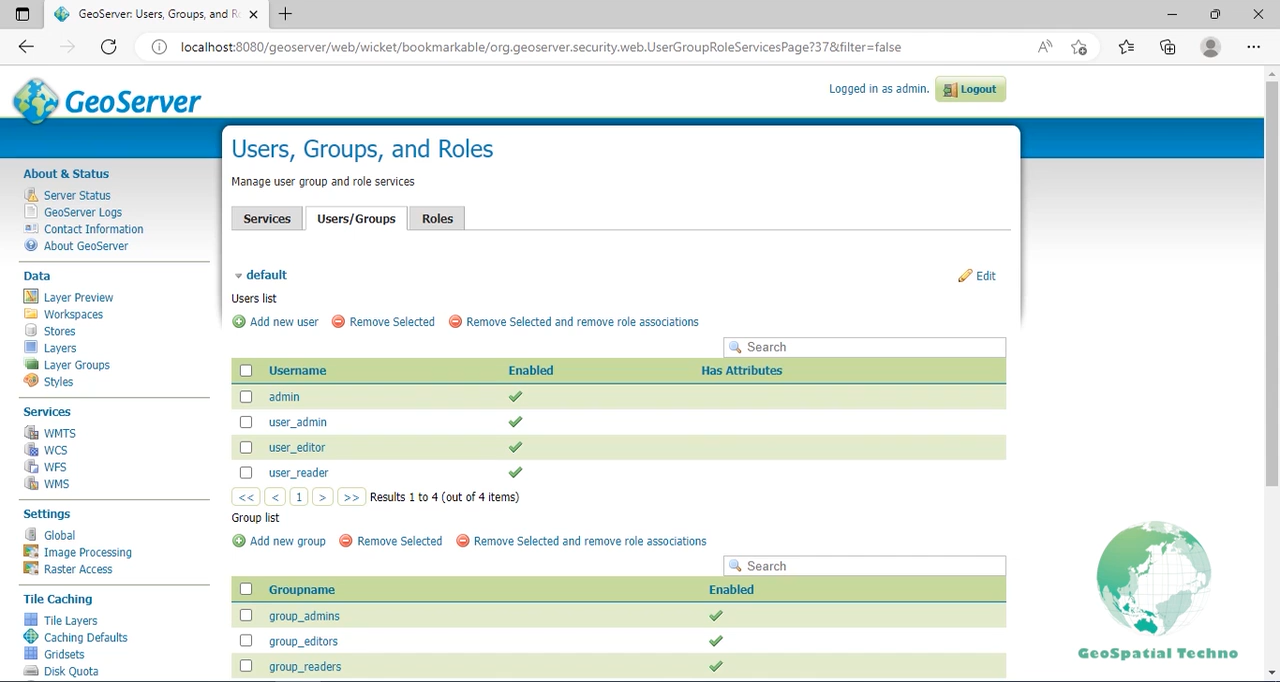 GeoServer: Users, Groups, and R
localhost:8080/geoserver/web/wicket/bookmarkable/org.geoserver.security.web.UserGroupRoleServicesPage?37&filter=false
GeoServer
Logged in as admin.
Logout
About & Status
Server Status
GeoServer Logs
Contact Information
About GeoServer
Data
Layer Preview
Workspaces
Stores
Layers
Layer Groups
Styles
Services
WMTS
WCS
WFS
WMS
Settings
Global
Image Processing
Raster Access
Tile Caching
Tile Layers
Caching Defaults
Gridsets
Disk Quota
Users, Groups, and Roles
Manage user group and role services
Services Users/Groups Roles
default
Edit
Users list
Add new user Remove Selected Remove Selected and remove role associations
Search
Username Enabled Has Attributes
admin
user_admin
user_editor
user_reader
<< < 1 > >> Results 1 to 4 (out of 4 items)
Group list
Add new group Remove Selected Remove Selected and remove role associations
Search
Groupname Enabled
group_admins
group_editors
group_readers
GeoSpatial Techno